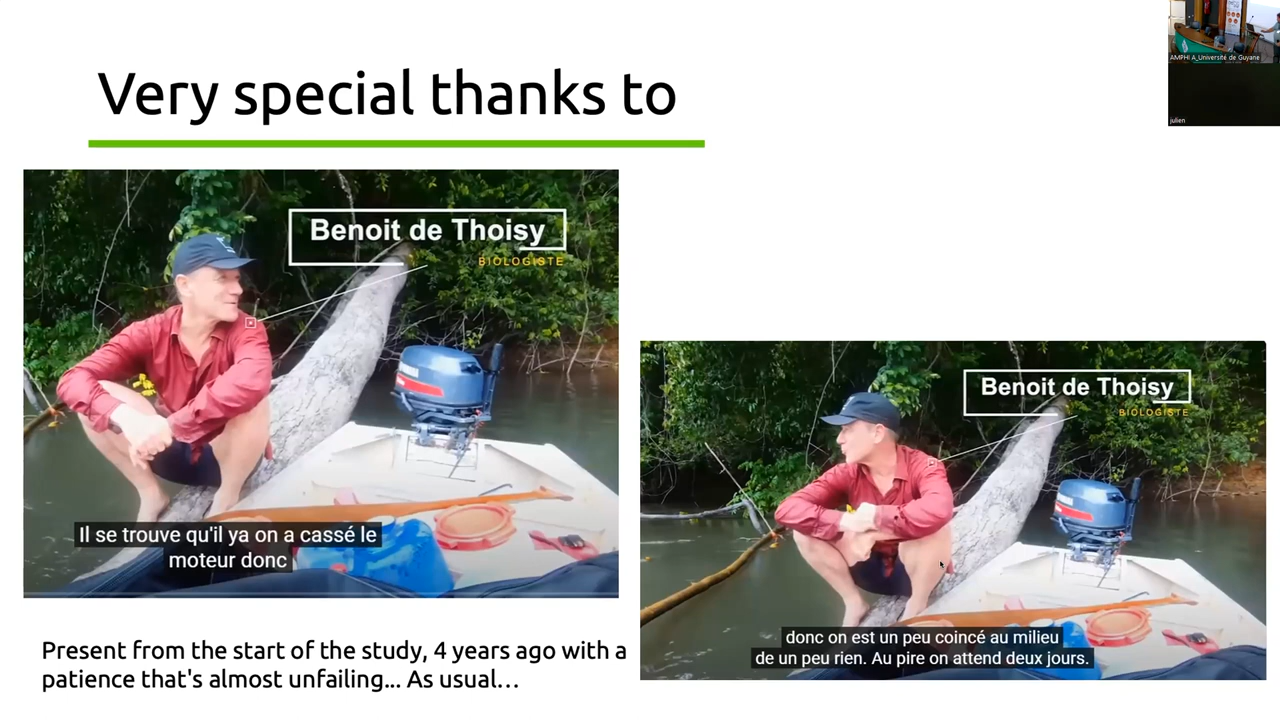 Very special thanks to
AMPHI A_Université de Guyane
julien
Benoit de Thoisy
BIOLOGISTE
Il se trouve qu'il ya on a cassé le
moteur donc
Benoit de Thoisy
BIOLOGISTE
donc on est un peu coincé au milieu
de un peu rien. Au pire on attend deux jours.
Present from the start of the study, 4 years ago with a
patience that's almost unfailing... As usual...